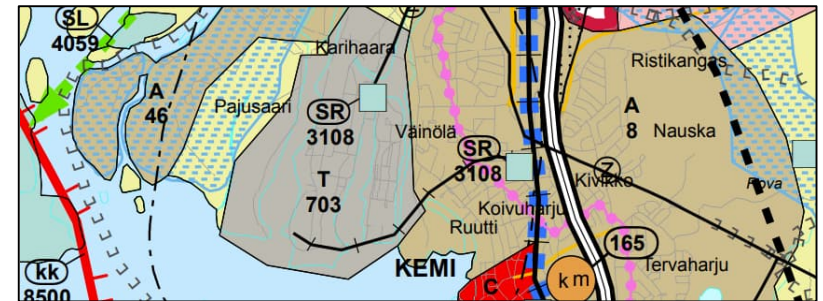 SL
4059
Karihaara
Ristikangas
A
46
Pajusaari
SR
3108
Väinölä
A
8
Nauska
SR
3108
Z
Kivikko
T
703
Koivuharju
Ruutti
165
KEMI
Tervaharju
kk
8500
C
km